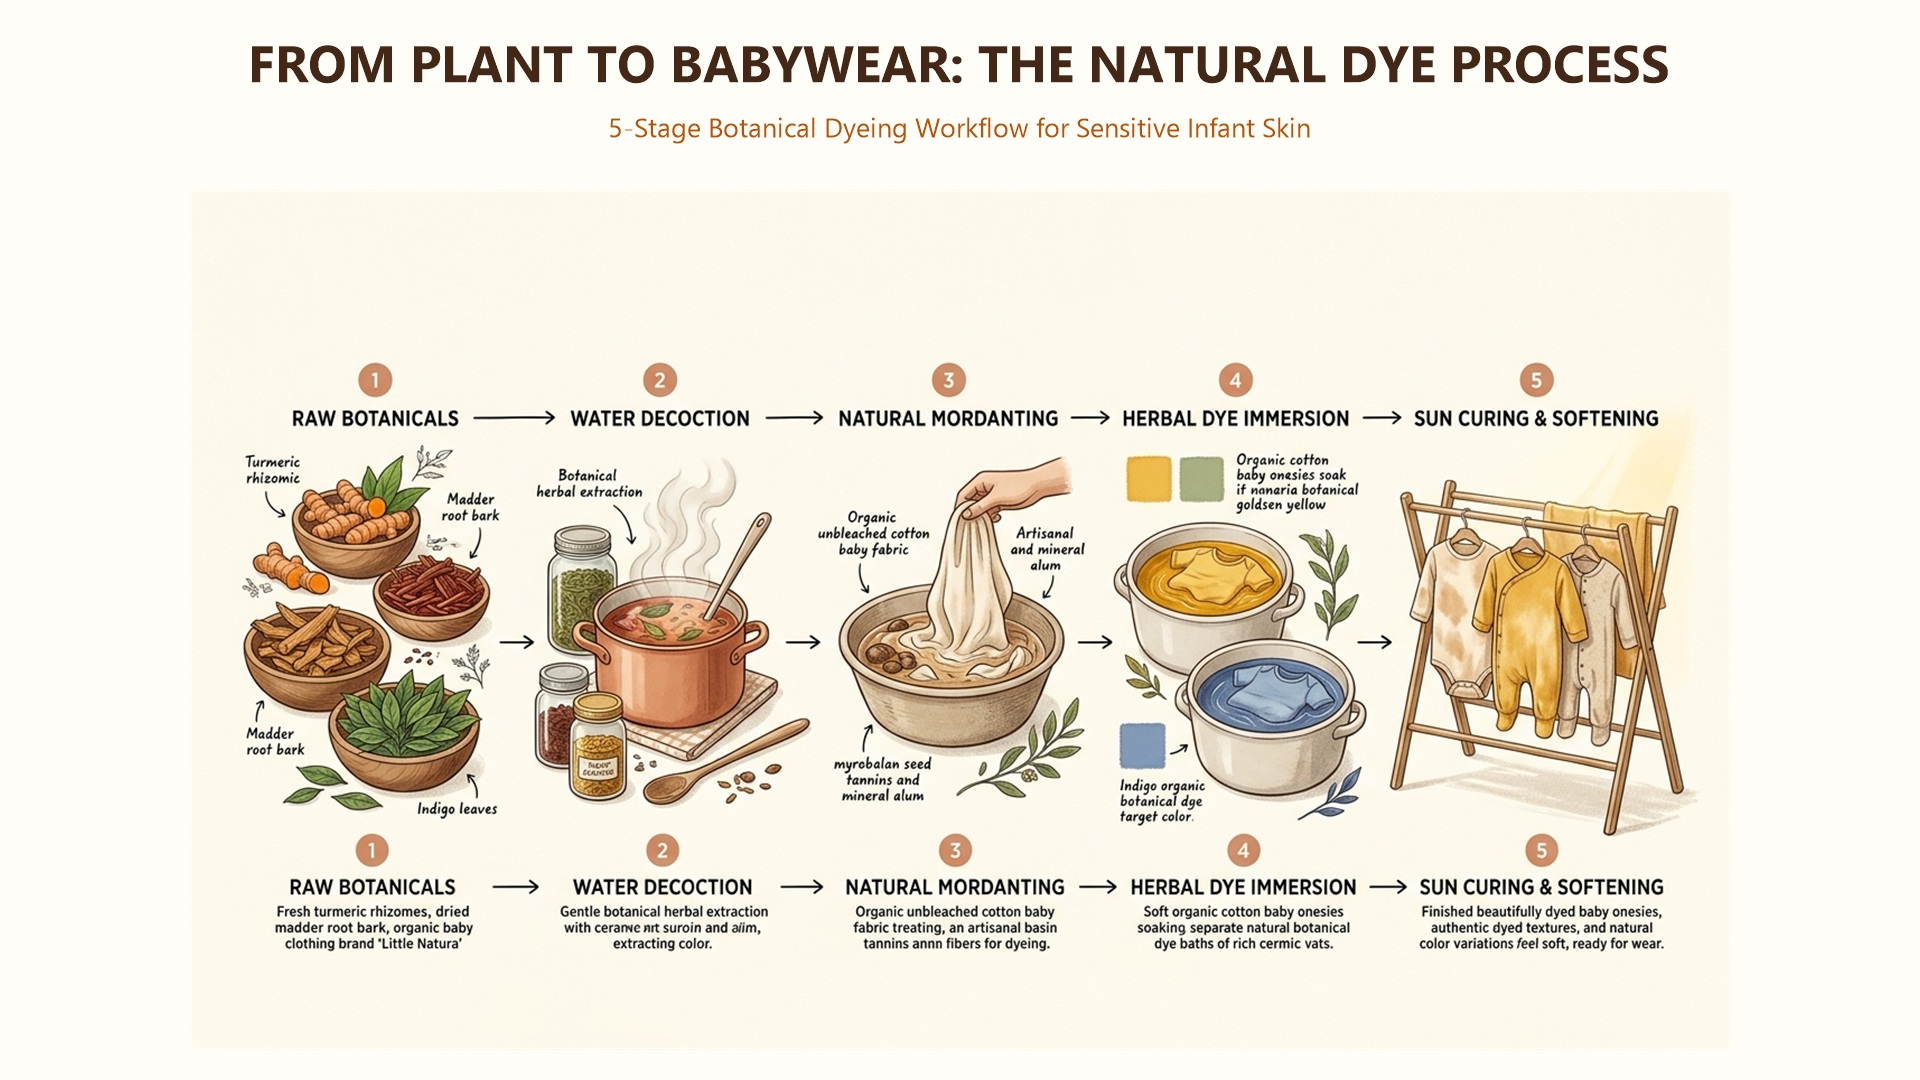 FROM PLANT TO BABYWEAR: THE NATURAL DYE PROCESS
5-Stage Botanical Dyeing Workflow for Sensitive Infant Skin
1
RAW BOTANICALS
2
WATER DECOCTION
3
NATURAL MORDANTING
4
HERBAL DYE IMMERSION
5
SUN CURING & SOFTENING
Turmeric
rhizomic
Madder
root bark
Madder
root bark
Indigo leaves
Botanical
herbal extraction
Organic
unbleached cotton
baby fabric
Artisanal
and mineral
alum
myrobalan seed
tannins and
mineral alum
Organic cotton
baby onesies soak
if nanaria botanical
goldsen yellow
Indigo organic
botanical dye
target color.
1
RAW BOTANICALS
Fresh turmeric rhizomes, dried
madder root bark, organic baby
clothing brand 'Little Natura'
2
WATER DECOCTION
Gentle botanical herbal extraction
with suroin and
extracting color.
3
NATURAL MORDANTING
Organic unbleached cotton baby
fabric treating, an artisanal basin
tannins annn fibers for dyeing.
4
HERBAL DYE IMMERSION
Soft organic cotton baby onesies
soaking separate natural botanical
dye baths of rich cermic vats.
5
SUN CURING & SOFTENING
Finished beautifully dyed baby onesies,
authentic dyed textures, and natural
color variations feel soft, ready for wear.